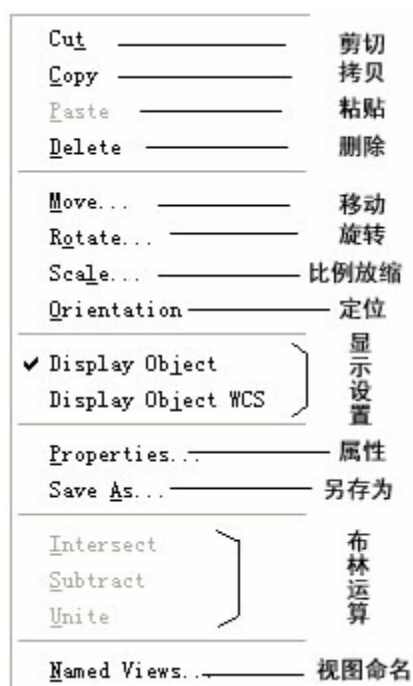 Cut 剪切
Copy 拷贝
Paste 粘贴
Delete 删除
Move... 移动
Rotate... 旋转
Scale... 比例放缩
Orientation 定位
✔ Display Object
Display Object WCS
显示设置
Properties... 属性
Save As... 另存为
Intersect
Subtract
Unite
布林运算
Named Views... 视图命名